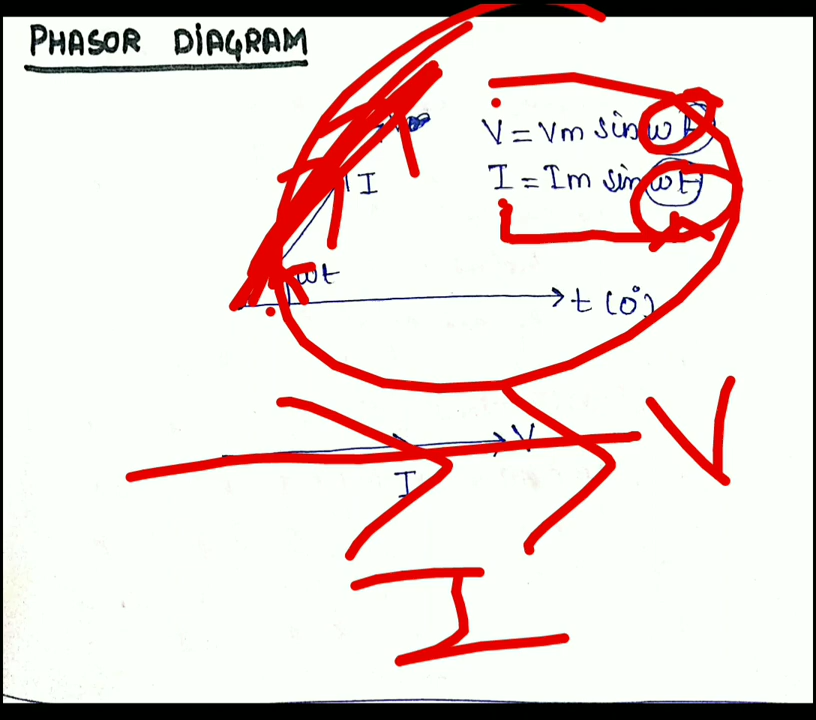 PHASOR DIAGRAM
V = Vm sin ωt
I = Im sin ωt
I
ωt
t (0°)
V
I
V
I